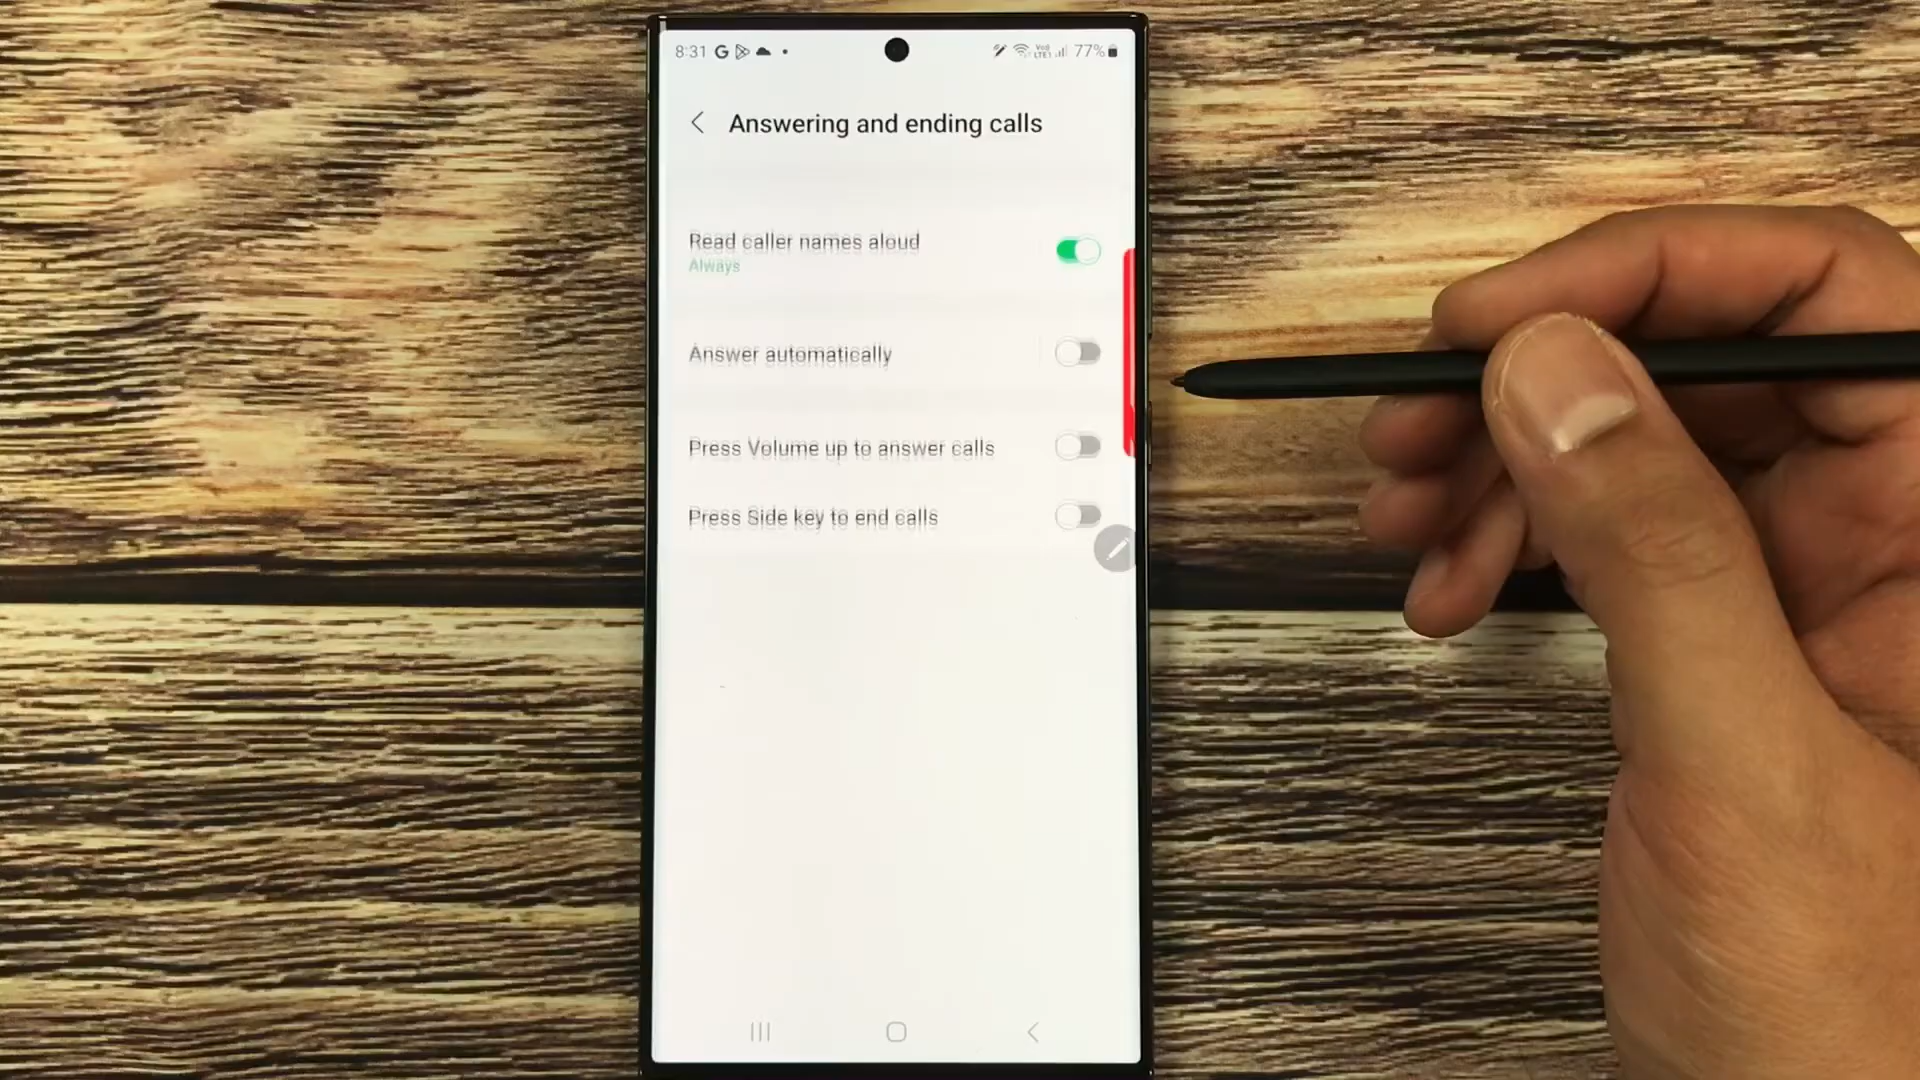 8:31 G 77%
Answering and ending calls
Read caller names aloud
Always
Answer automatically
Press Volume up to answer calls
Press Side key to end calls